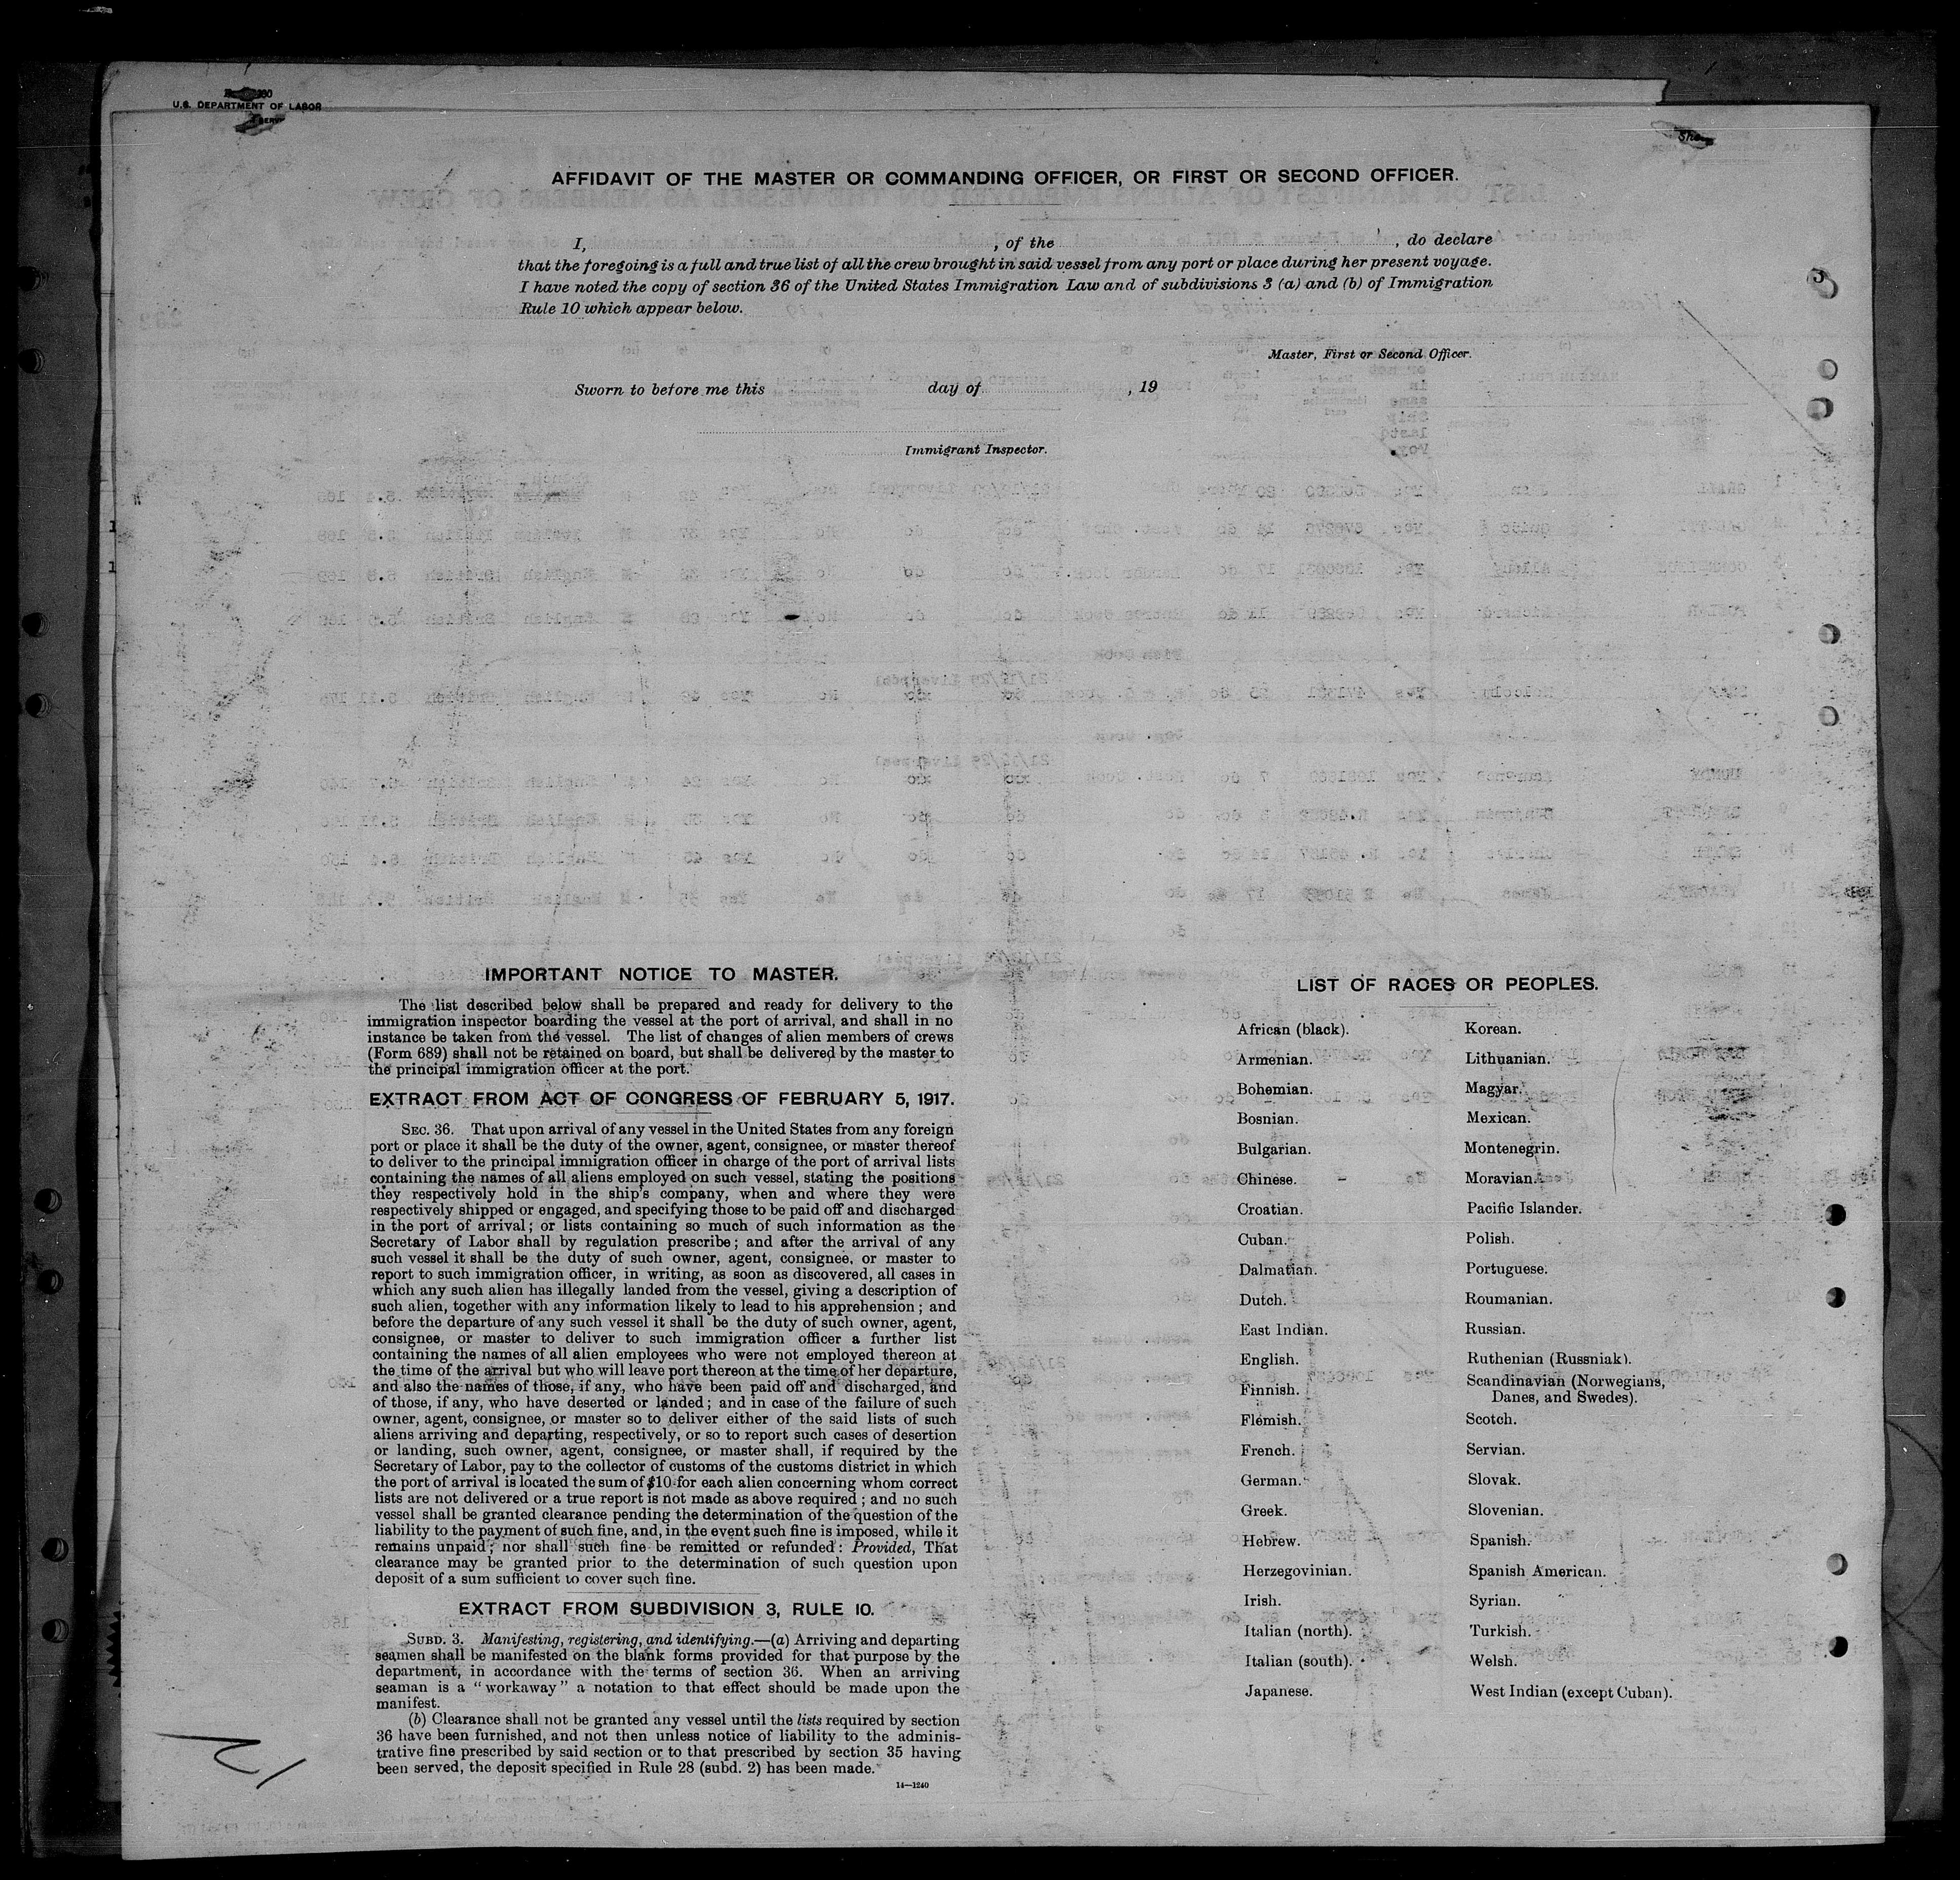 U.S. DEPARTMENT OF LABOR
AFFIDAVIT OF THE MASTER OR COMMANDING OFFICER, OR FIRST OR SECOND OFFICER.
I, , of the , do declare
that the foregoing is a full and true list of all the crew brought in said vessel from any port or place during her present voyage.
I have noted the copy of section 36 of the United States Immigration Law and of subdivisions 3 (a) and (b) of Immigration
Rule 10 which appear below.
Master, First or Second Officer.
Sworn to before me this day of , 19
Immigrant Inspector.
IMPORTANT NOTICE TO MASTER.
The list described below shall be prepared and ready for delivery to the
immigration inspector boarding the vessel at the port of arrival, and shall in no
instance be taken from the vessel. The list of changes of alien members of crews
(Form 689) shall not be retained on board, but shall be delivered by the master to
the principal immigration officer at the port.
EXTRACT FROM ACT OF CONGRESS OF FEBRUARY 5, 1917.
SEC. 36. That upon arrival of any vessel in the United States from any foreign
port or place it shall be the duty of the owner, agent, consignee, or master thereof
to deliver to the principal immigration officer in charge of the port of arrival lists
containing the names of all aliens employed on such vessel, stating the positions
they respectively hold in the ship's company, when and where they were
respectively shipped or engaged, and specifying those to be paid off and discharged
in the port of arrival; or lists containing so much of such information as the
Secretary of Labor shall by regulation prescribe; and after the arrival of any
such vessel it shall be the duty of such owner, agent, consignee, or master to
report to such immigration officer, in writing, as soon as discovered, all cases in
which any such alien has illegally landed from the vessel, giving a description of
such alien, together with any information likely to lead to his apprehension; and
before the departure of any such vessel it shall be the duty of such owner, agent,
consignee, or master to deliver to such immigration officer a further list
containing the names of all alien employees who were not employed thereon at
the time of the arrival but who will leave port thereon at the time of her departure,
and also the names of those, if any, who have been paid off and discharged, and
of those, if any, who have deserted or landed; and in case of the failure of such
owner, agent, consignee, or master so to deliver either of the said lists of such
aliens arriving and departing, respectively, or so to report such cases of desertion
or landing, such owner, agent, consignee, or master shall, if required by the
Secretary of Labor, pay to the collector of customs of the customs district in which
the port of arrival is located the sum of $10 for each alien concerning whom correct
lists are not delivered or a true report is not made as above required; and no such
vessel shall be granted clearance pending the determination of the question of the
liability to the payment of such fine, and, in the event such fine is imposed, while it
remains unpaid; nor shall such fine be remitted or refunded: Provided, That
clearance may be granted prior to the determination of such question upon
deposit of a sum sufficient to cover such fine.
EXTRACT FROM SUBDIVISION 3, RULE 10.
SUBD. 3. Manifesting, registering, and identifying.—(a) Arriving and departing
seamen shall be manifested on the blank forms provided for that purpose by the
department, in accordance with the terms of section 36. When an arriving
seaman is a "workaway" a notation to that effect should be made upon the
manifest.
(b) Clearance shall not be granted any vessel until the lists required by section
36 have been furnished, and not then unless notice of liability to the adminis-
trative fine prescribed by said section or to that prescribed by section 35 having
been served, the deposit specified in Rule 28 (subd. 2) has been made.
14—1240
LIST OF RACES OR PEOPLES.
African (black).
Armenian.
Bohemian.
Bosnian.
Bulgarian.
Chinese.
Croatian.
Cuban.
Dalmatian.
Dutch.
East Indian.
English.
Finnish.
Flemish.
French.
German.
Greek.
Hebrew.
Herzegovinian.
Irish.
Italian (north).
Italian (south).
Japanese.
Korean.
Lithuanian.
Magyar.
Mexican.
Montenegrin.
Moravian.
Pacific Islander.
Polish.
Portuguese.
Roumanian.
Russian.
Ruthenian (Russniak).
Scandinavian (Norwegians,
Danes, and Swedes).
Scotch.
Servian.
Slovak.
Slovenian.
Spanish.
Spanish American.
Syrian.
Turkish.
Welsh.
West Indian (except Cuban).